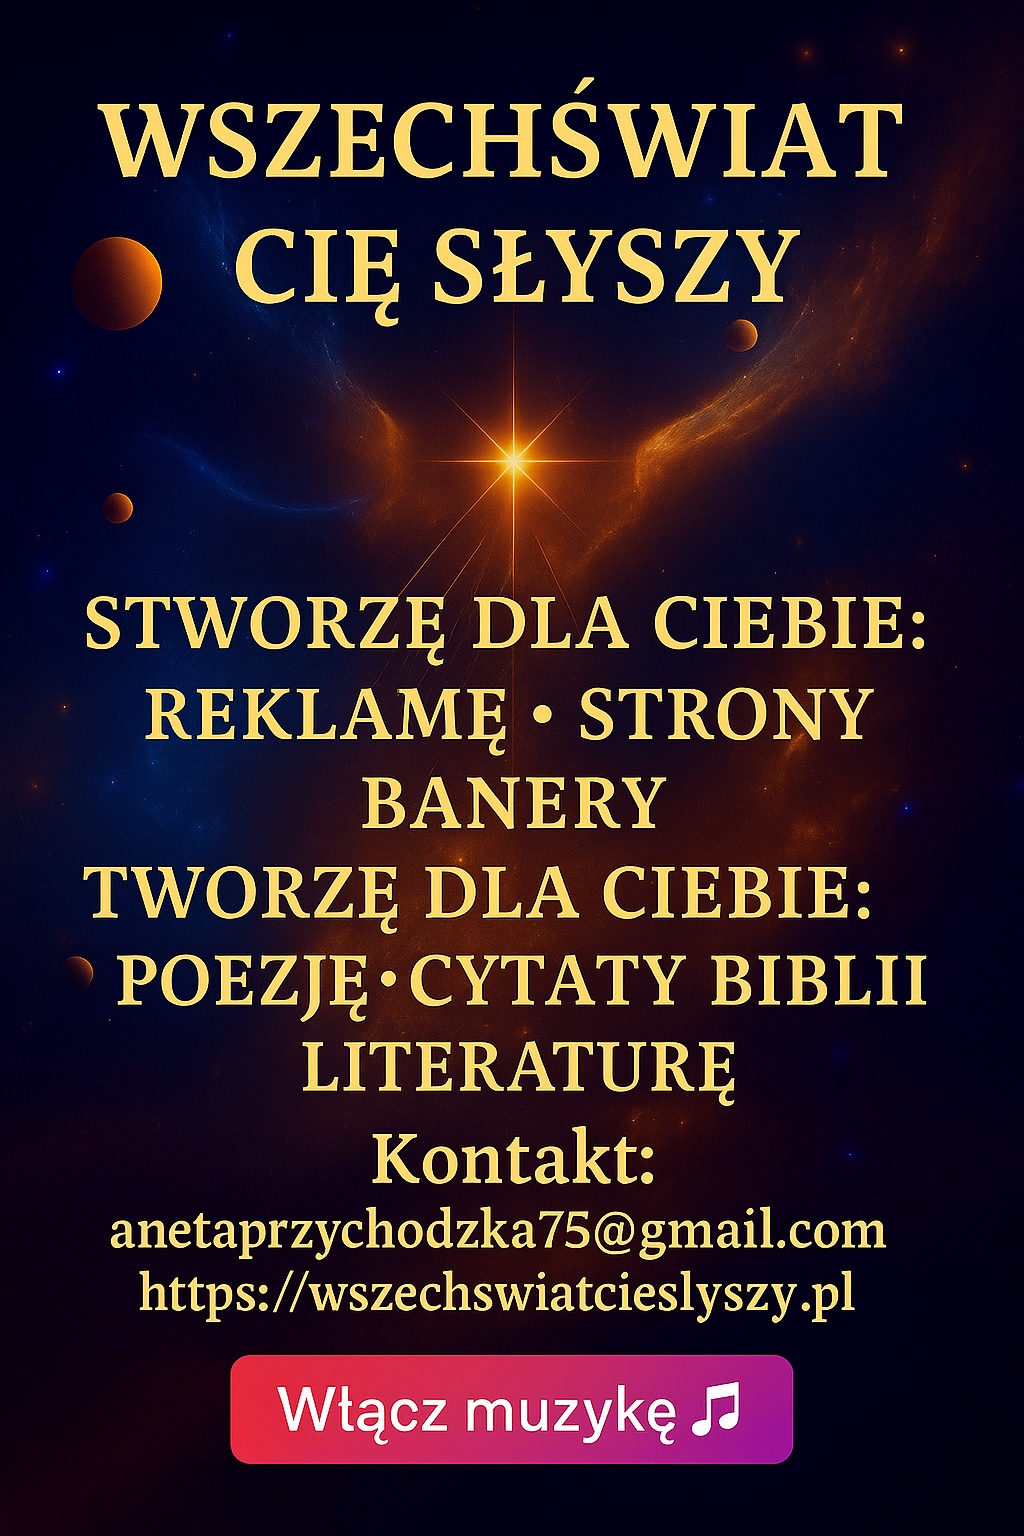 WSZECHŚWIAT
CIĘ SŁYSZY
STWORZĘ DLA CIEBIE:
REKLAMĘ • STRONY
BANERY
TWORZĘ DLA CIEBIE:
POEZJĘ•CYTATY BIBLII
LITERATURĘ
Kontakt:
anetaprzychodzka75@gmail.com
https://wszechswiatcieslyszy.pl
Włącz muzykę 🎵